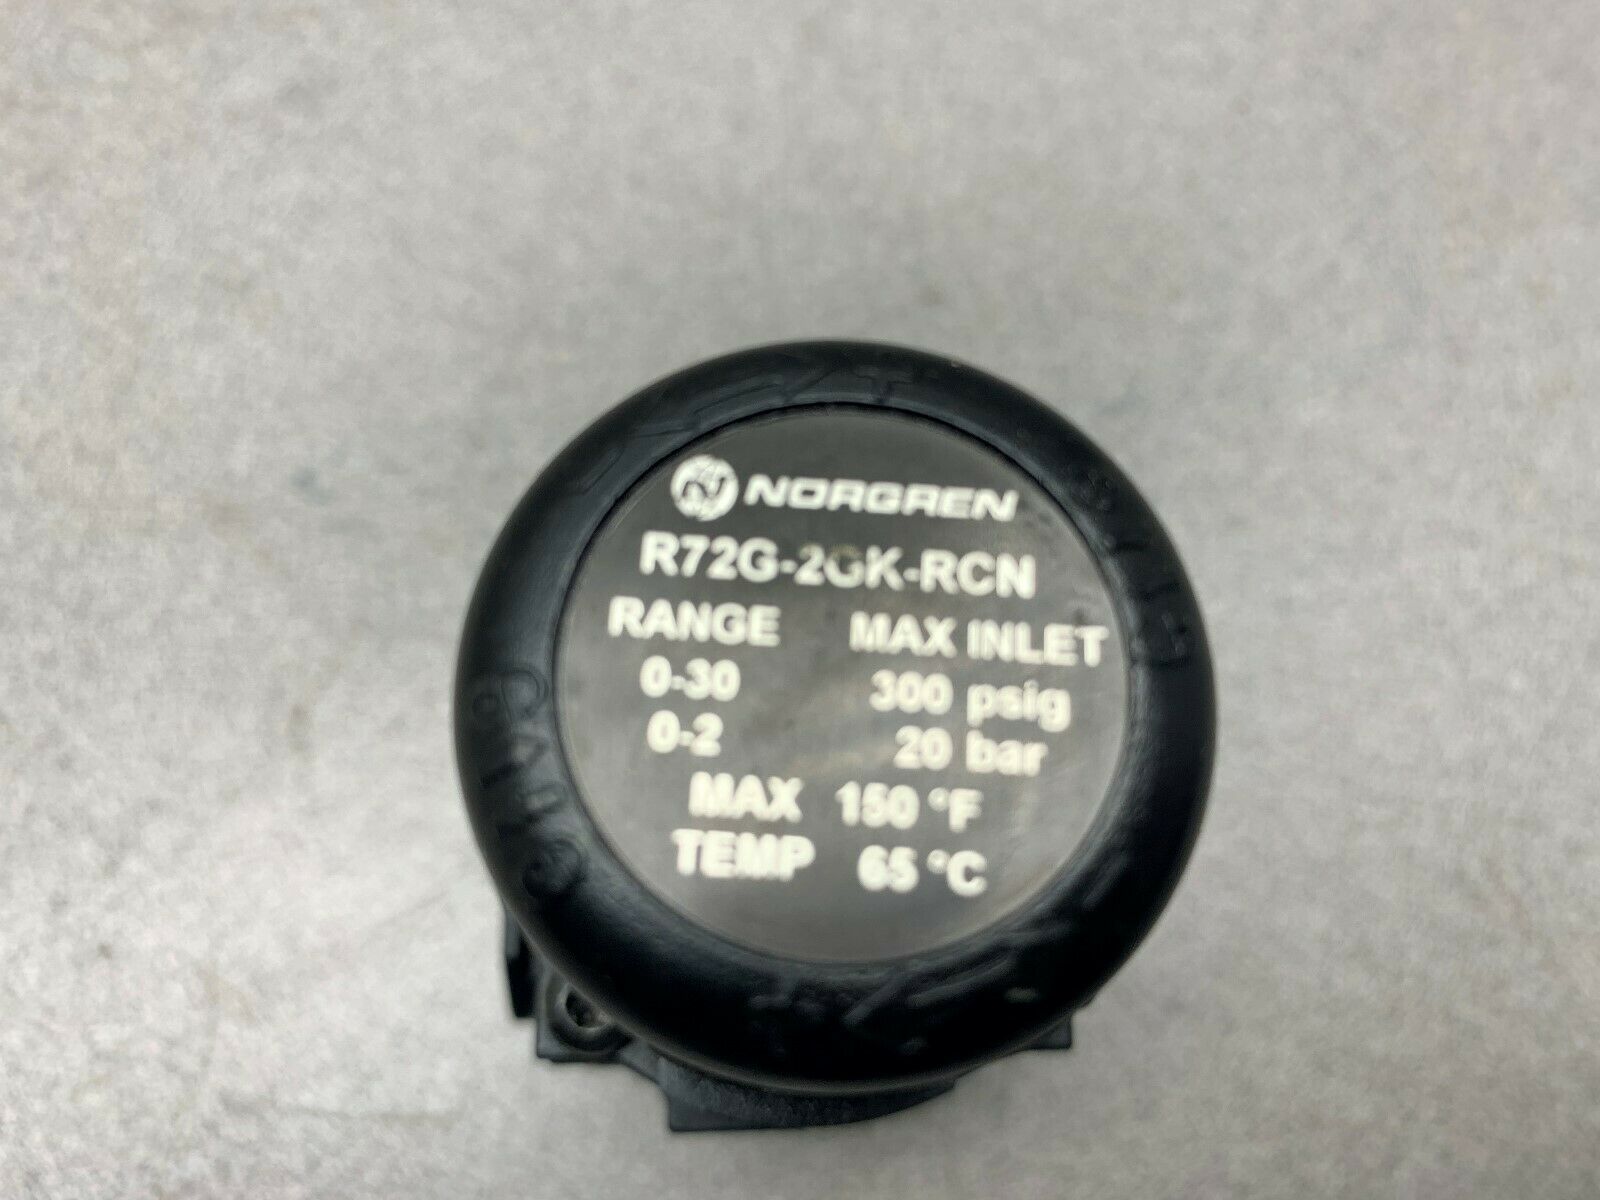 NORGREN
R72G-2GK-RCN
RANGE MAX INLET
0-30 300 psig
0-2 20 bar
MAX 150 °F
TEMP 65 °C